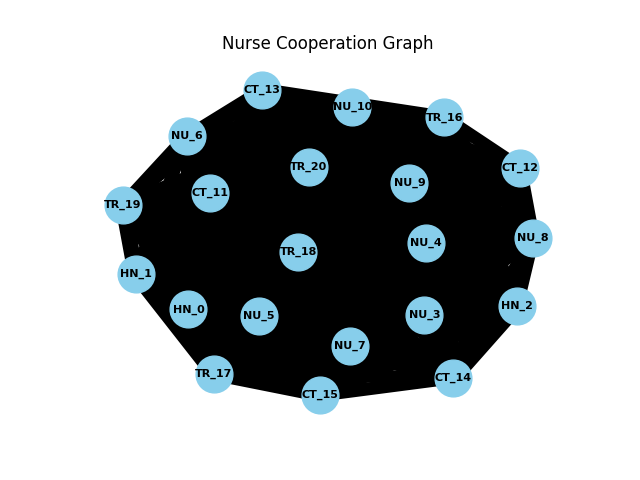 Nurse Cooperation Graph
CT_13
NU_10
TR_16
NU_6
TR_20
CT_12
NU_9
CT_11
TR_19
NU_8
NU_4
TR_18
HN_1
HN_2
HN_0
NU_3
NU_5
NU_7
TR_17
CT_14
CT_15